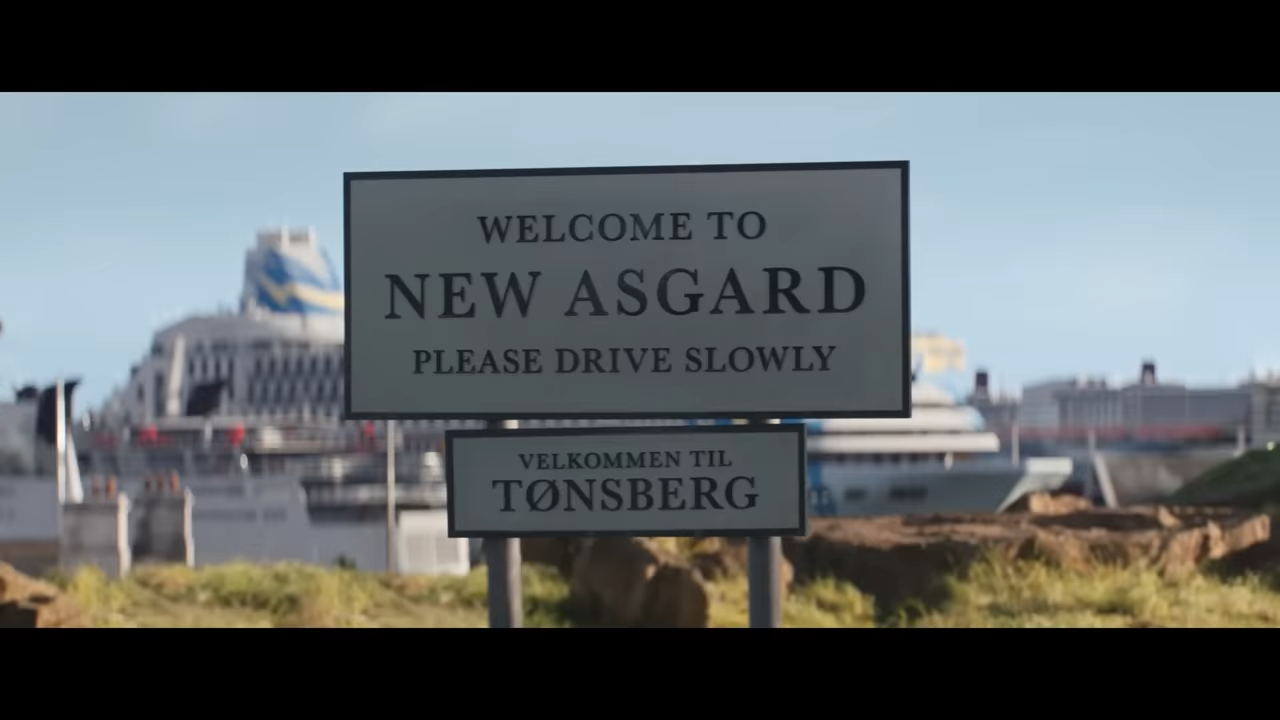 WELCOME TO
NEW ASGARD
PLEASE DRIVE SLOWLY
VELKOMMEN TIL
TØNSBERG